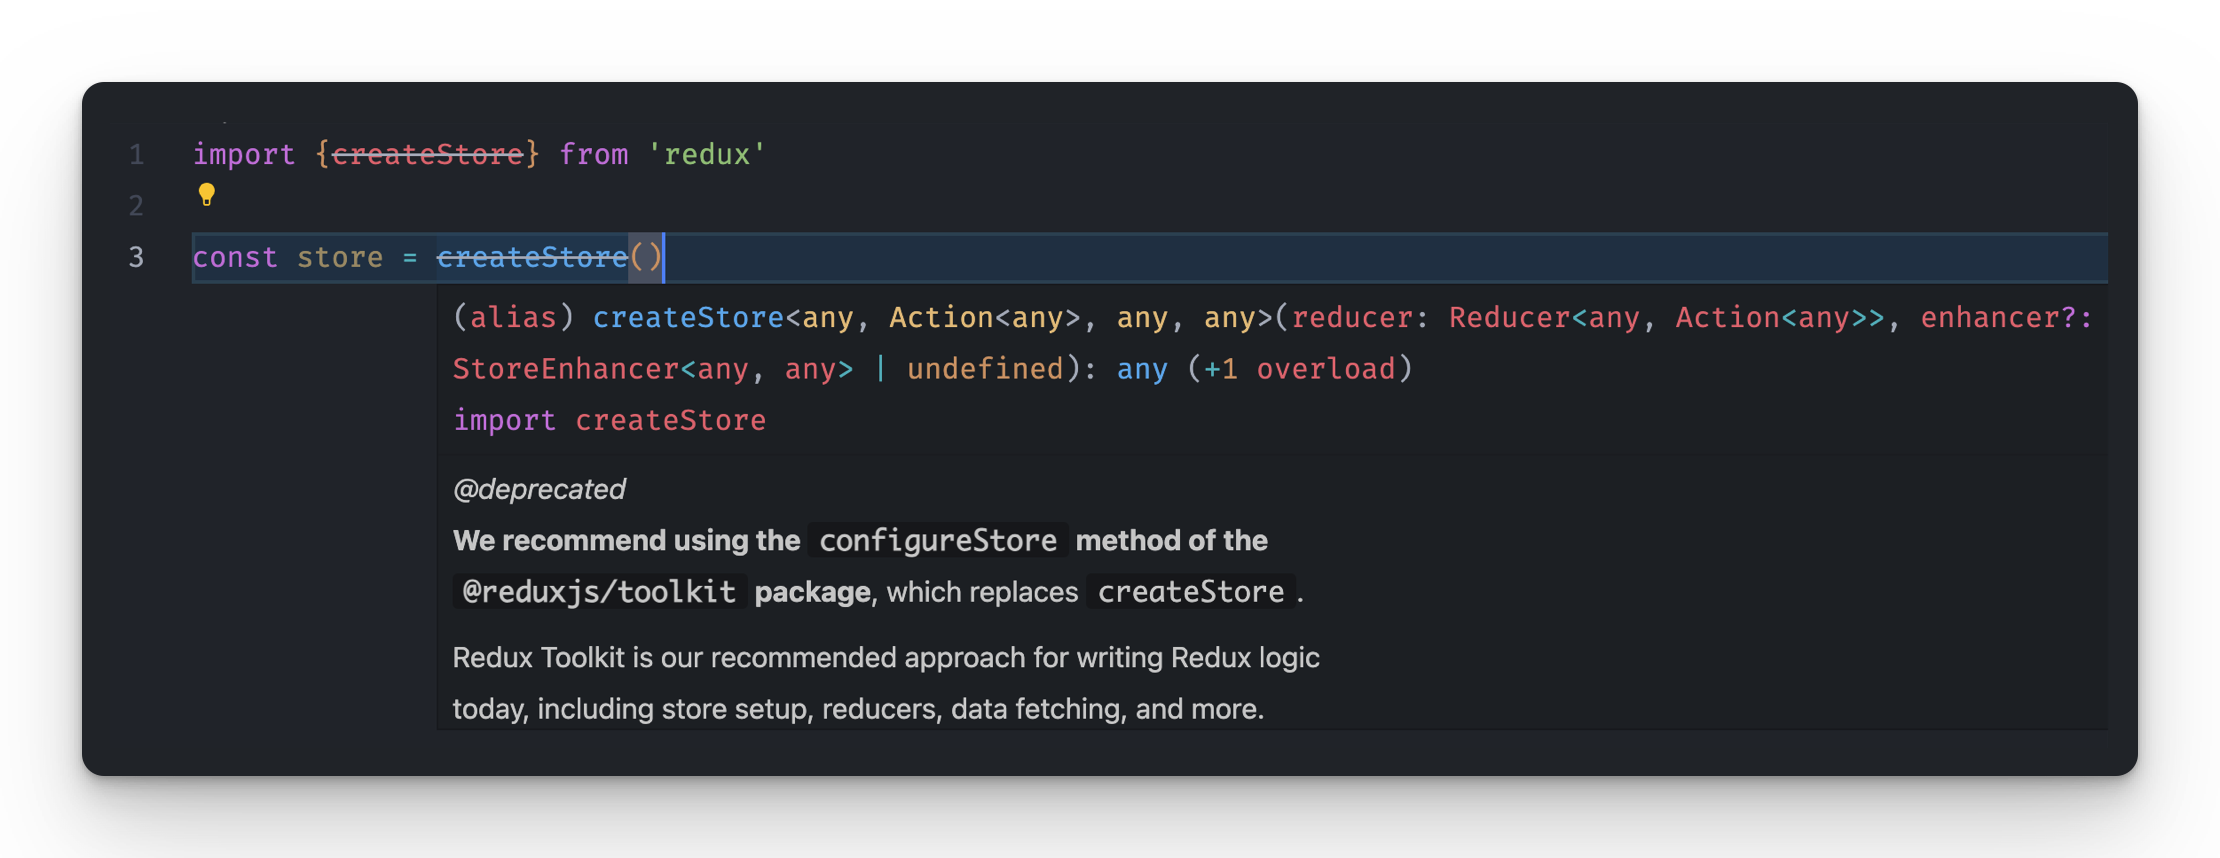 1 import {createStore} from 'redux'
2
3 const store = createStore()
(alias) createStore<any, Action<any>, any, any>(reducer: Reducer<any, Action<any>>, enhancer?:
StoreEnhancer<any, any> | undefined): any (+1 overload)
import createStore
@deprecated
We recommend using the configureStore method of the
@reduxjs/toolkit package, which replaces createStore.
Redux Toolkit is our recommended approach for writing Redux logic
today, including store setup, reducers, data fetching, and more.